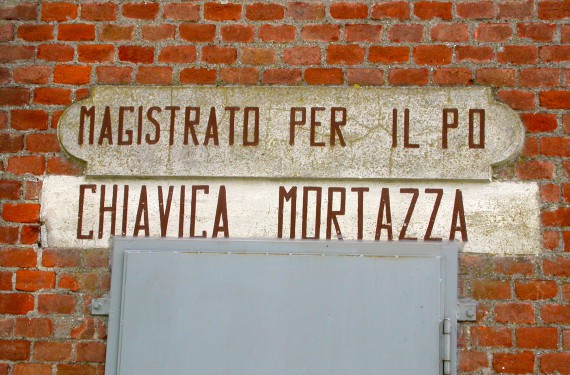 MAGISTRATO PER IL PO
CHIAVICA MORTAZZA